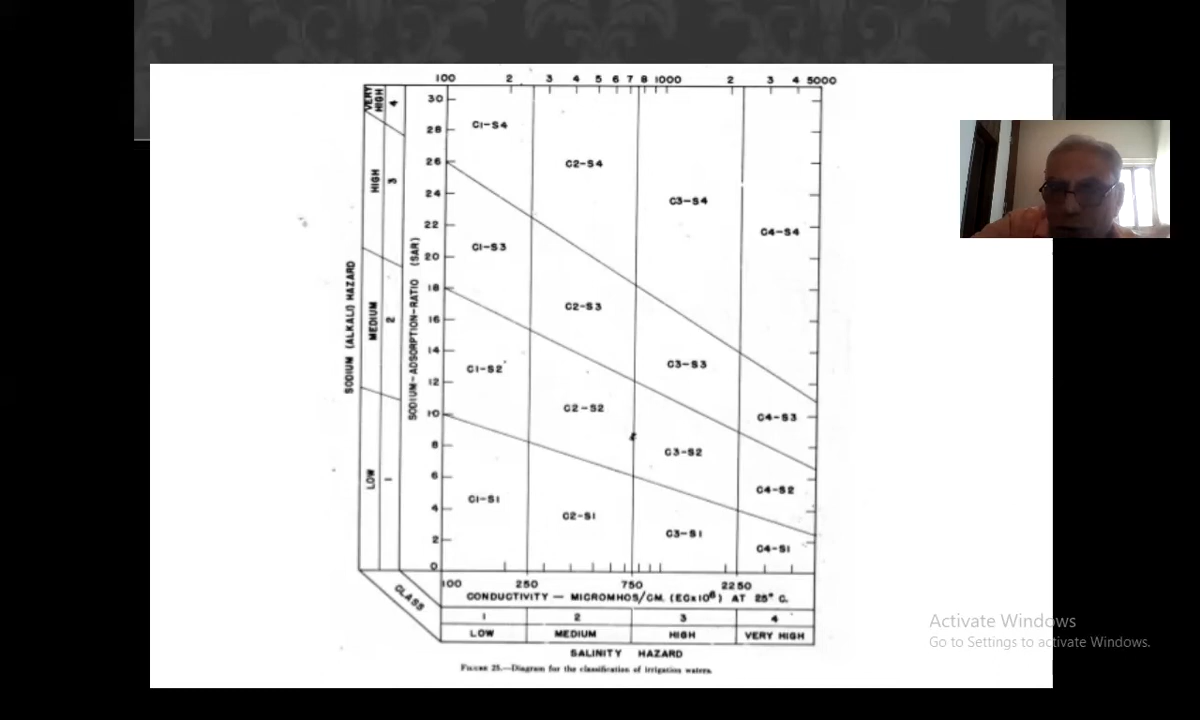 100 2 3 4 5 6 7 8 1000 2 3 4 5000
VERY HIGH 4
HIGH 3
MEDIUM 2
LOW 1
SODIUM (ALKALI) HAZARD
SODIUM-ADSORPTION-RATIO (SAR)
30
28
26
24
22
20
18
16
14
12
10
8
6
4
2
0
C1-S4
C2-S4
C3-S4
C4-S4
C1-S3
C2-S3
C3-S3
C4-S3
C1-S2
C2-S2
C3-S2
C4-S2
C1-S1
C2-S1
C3-S1
C4-S1
100 250 750 2250
CONDUCTIVITY — MICROMHOS/CM. (ECx10⁶) AT 25° C.
CLASS
1 2 3 4
LOW MEDIUM HIGH VERY HIGH
SALINITY HAZARD
FIGURE 25.—Diagram for the classification of irrigation waters.
Activate Windows
Go to Settings to activate Windows.